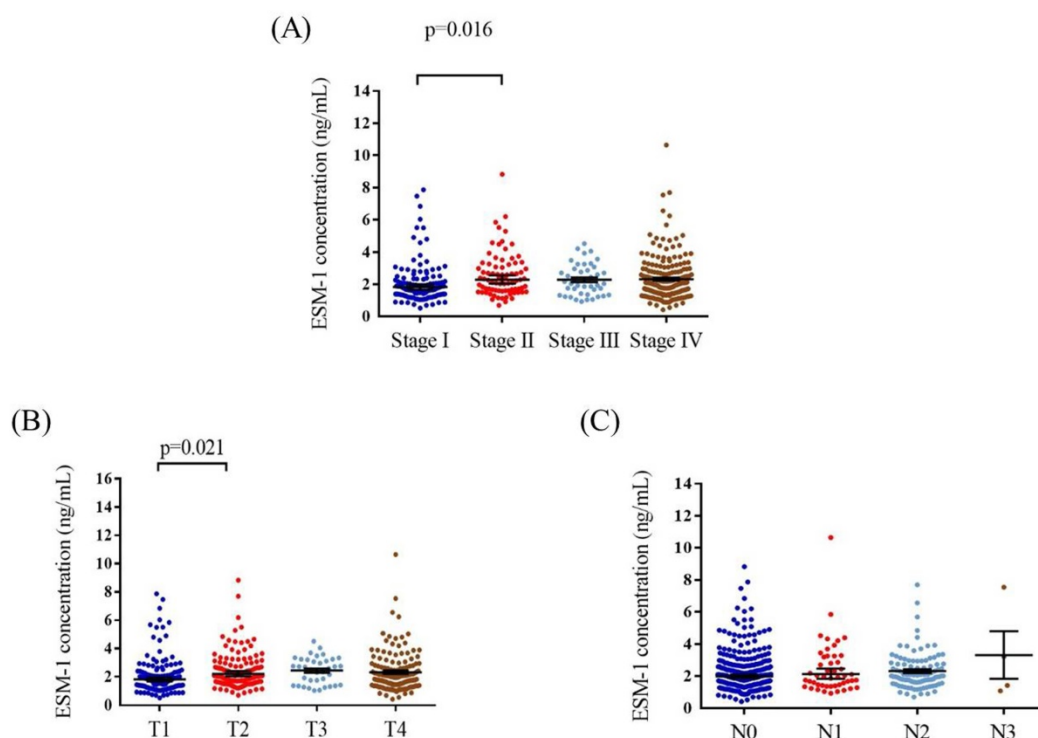 (A)
p=0.016
ESM-1 concentration (ng/mL)
14
12
10
8
6
4
2
0
Stage I Stage II Stage III Stage IV
(B)
p=0.021
ESM-1 concentration (ng/mL)
16
14
12
10
8
6
4
2
0
T1 T2 T3 T4
(C)
ESM-1 concentration (ng/mL)
14
12
10
8
6
4
2
0
N0 N1 N2 N3